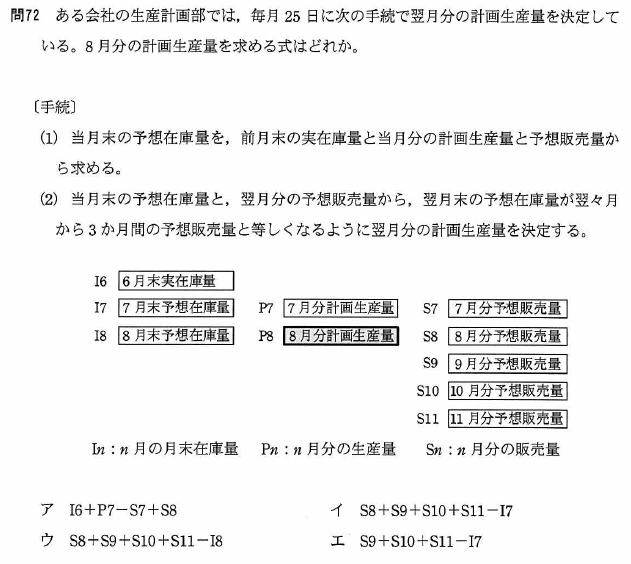 問72 ある会社の生産計画部では，毎月25日に次の手続で翌月分の計画生産量を決定して
いる。8月分の計画生産量を求める式はどれか。
〔手続〕
(1) 当月末の予想在庫量を，前月末の実在庫量と当月分の計画生産量と予想販売量か
ら求める。
(2) 当月末の予想在庫量と，翌月分の予想販売量から，翌月末の予想在庫量が翌々月
から3か月間の予想販売量と等しくなるように翌月分の計画生産量を決定する。
I6 6月末実在庫量
I7 7月末予想在庫量 P7 7月分計画生産量 S7 7月分予想販売量
I8 8月末予想在庫量 P8 8月分計画生産量 S8 8月分予想販売量
S9 9月分予想販売量
S10 10月分予想販売量
S11 11月分予想販売量
In：n月の月末在庫量 Pn：n月分の生産量 Sn：n月分の販売量
ア I6＋P7－S7＋S8 イ S8＋S9＋S10＋S11－I7
ウ S8＋S9＋S10＋S11－I8 エ S9＋S10＋S11－I7